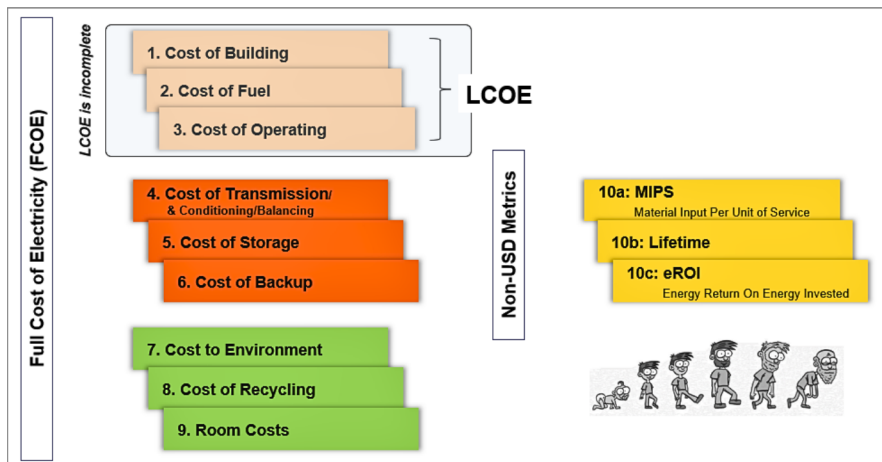 Full Cost of Electricity (FCOE)
LCOE is incomplete
1. Cost of Building
2. Cost of Fuel
3. Cost of Operating
LCOE
4. Cost of Transmission/
& Conditioning/Balancing
5. Cost of Storage
6. Cost of Backup
7. Cost to Environment
8. Cost of Recycling
9. Room Costs
Non-USD Metrics
10a: MIPS
Material Input Per Unit of Service
10b: Lifetime
10c: eROI
Energy Return On Energy Invested